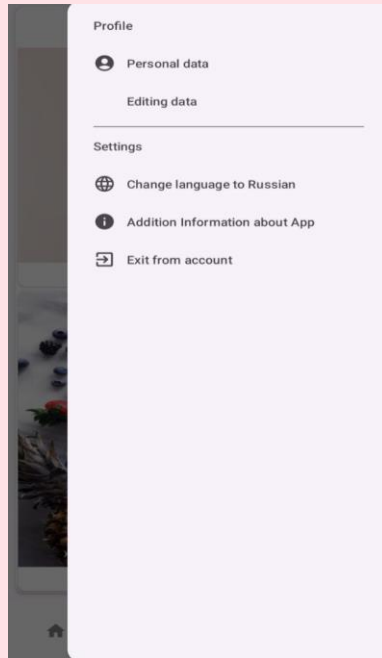 Profile
Personal data
Editing data
Settings
Change language to Russian
Addition Information about App
Exit from account